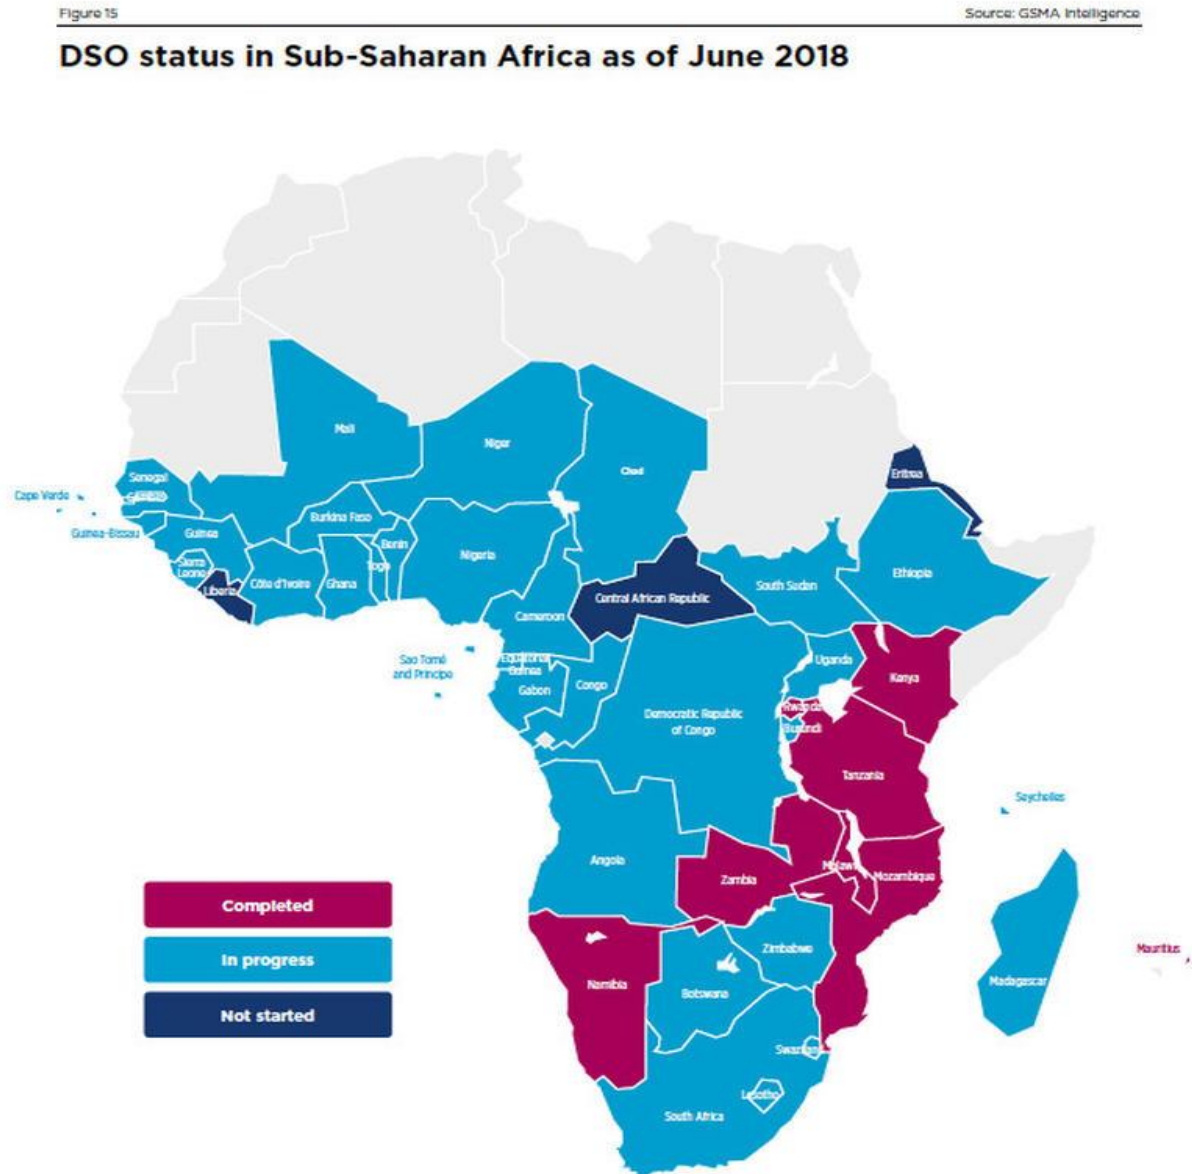 Figure 15
Source: GSMA Intelligence
DSO status in Sub-Saharan Africa as of June 2018
Mali
Niger
Chad
Eritrea
Senegal
Gambia
Cape Verde
Guinea-Bissau
Guinea
Burkina Faso
Benin
Togo
Nigeria
Sierra
Leone
Liberia
Côte d'Ivoire
Ghana
Central African Republic
South Sudan
Ethiopia
Cameroon
Sao Tomé
and Principe
Equatorial
Guinea
Gabon
Congo
Democratic Republic
of Congo
Uganda
Kenya
Rwanda
Burundi
Tanzania
Seychelles
Angola
Zambia
Malawi
Mozambique
Completed
In progress
Not started
Zimbabwe
Namibia
Botswana
Madagascar
Mauritius
Swaziland
Lesotho
South Africa